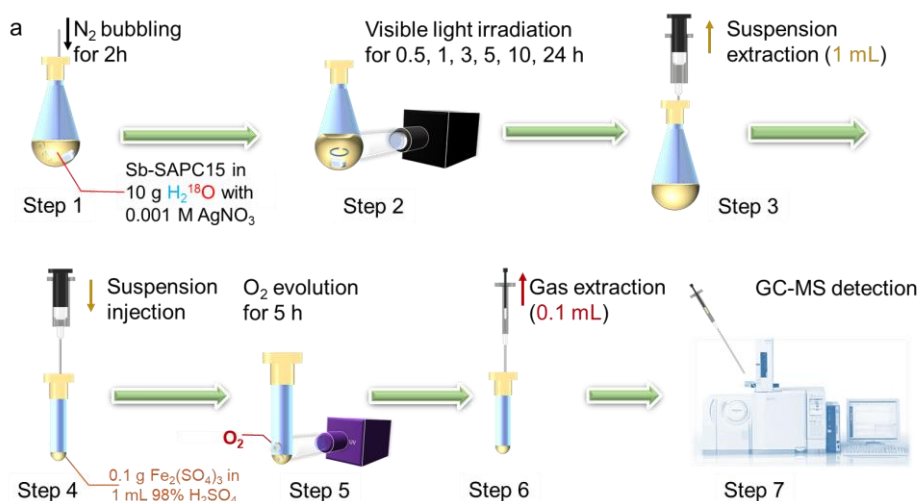 a
N₂ bubbling
for 2h
Visible light irradiation
for 0.5, 1, 3, 5, 10, 24 h
Suspension
extraction (1 mL)
Sb-SAPC15 in
10 g H₂¹⁸O with
0.001 M AgNO₃
Step 1
Step 2
Step 3
Suspension
injection
O₂ evolution
for 5 h
Gas extraction
(0.1 mL)
GC-MS detection
O₂
UV
0.1 g Fe₂(SO₄)₃ in
1 mL 98% H₂SO₄
Step 4
Step 5
Step 6
Step 7